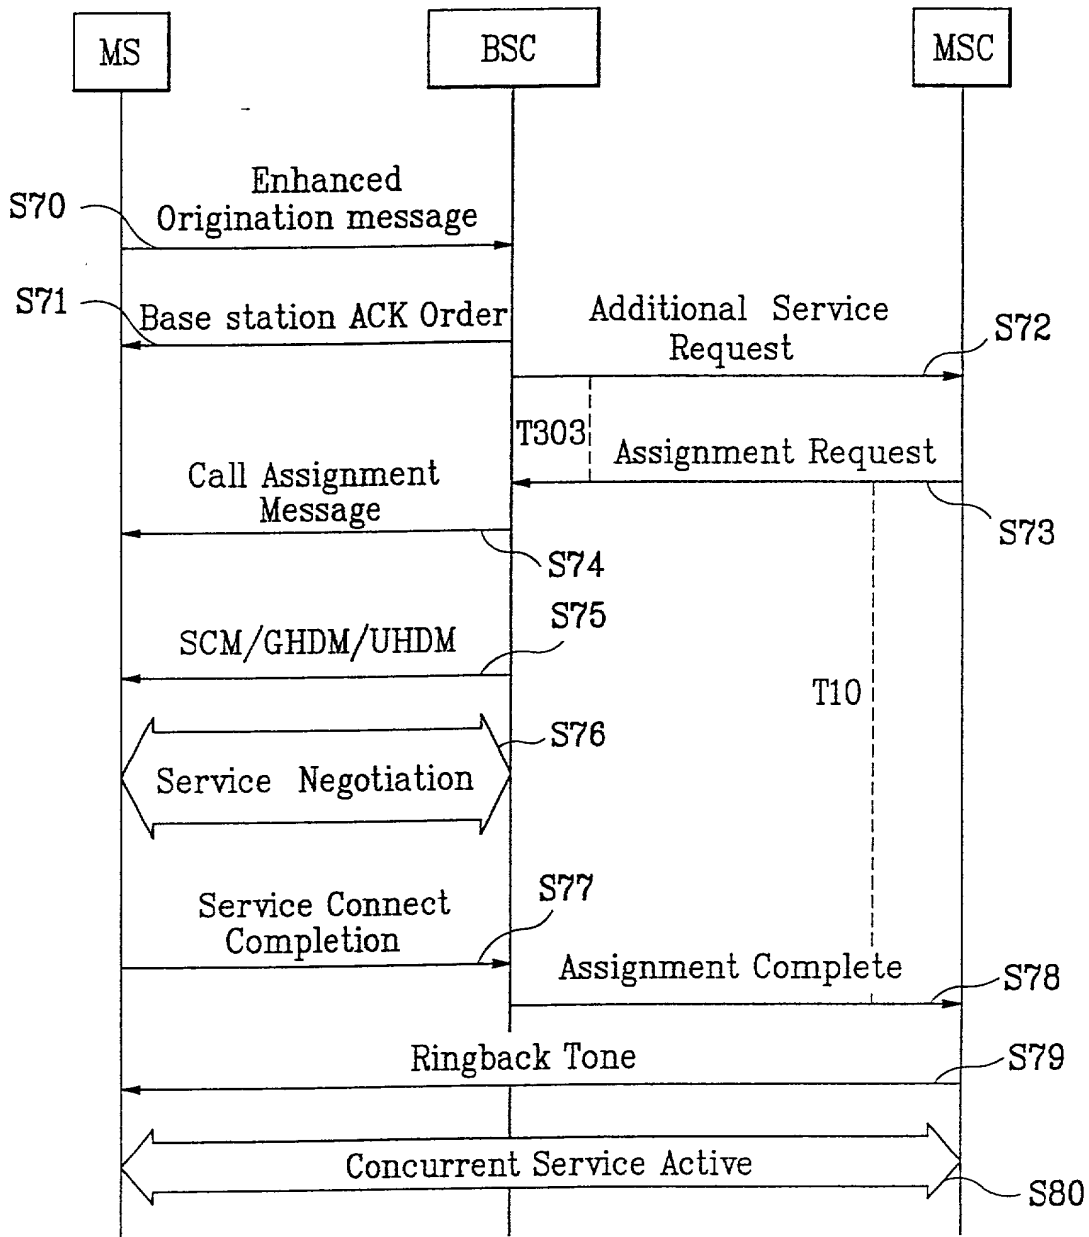 MS
BSC
MSC
Enhanced
Origination message
S70
S71
Base station ACK Order
Additional Service
Request
S72
T303
Assignment Request
S73
Call Assignment
Message
S74
S75
SCM/GHDM/UHDM
T10
S76
Service Negotiation
S77
Service Connect
Completion
Assignment Complete
S78
Ringback Tone
S79
Concurrent Service Active
S80